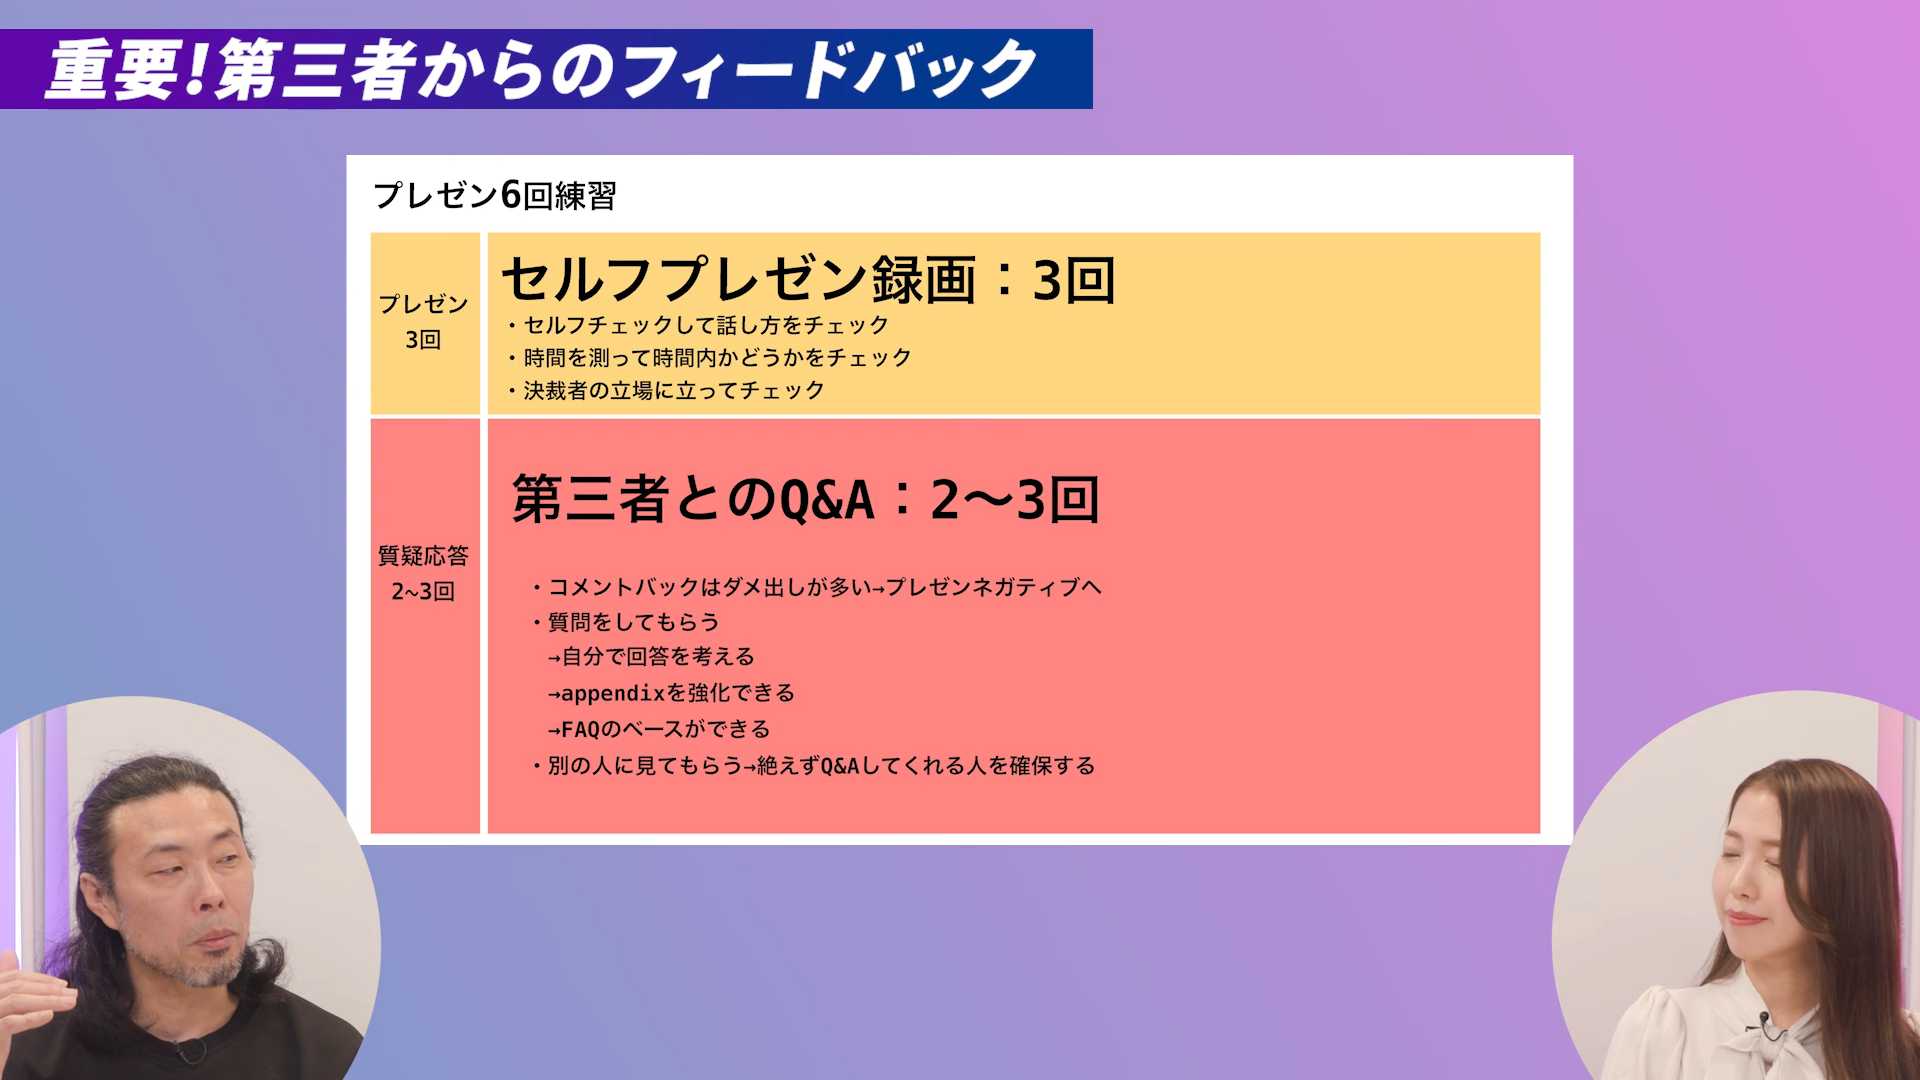 重要!第三者からのフィードバック
プレゼン6回練習
プレゼン
3回
セルフプレゼン録画：3回
・セルフチェックして話し方をチェック
・時間を測って時間内かどうかをチェック
・決裁者の立場に立ってチェック
質疑応答
2~3回
第三者とのQ&A：2〜3回
・コメントバックはダメ出しが多い→プレゼンネガティブへ
・質問をしてもらう
→自分で回答を考える
→appendixを強化できる
→FAQのベースができる
・別の人に見てもらう→絶えずQ&Aしてくれる人を確保する